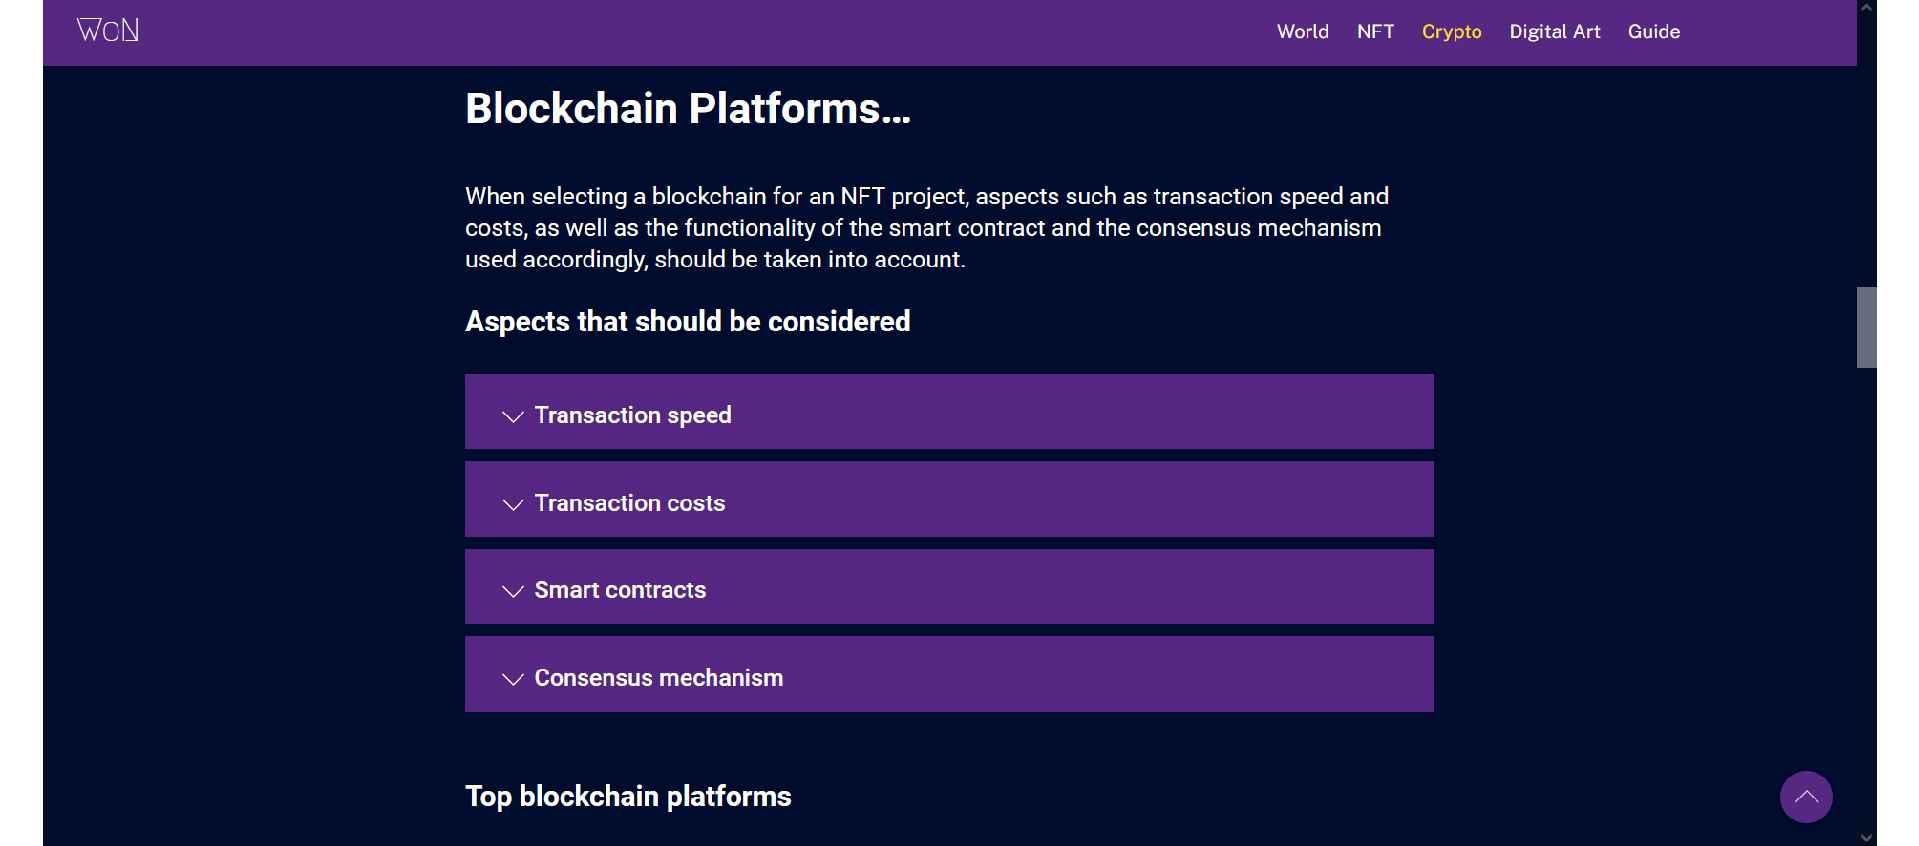 WoN
World NFT Crypto Digital Art Guide
Blockchain Platforms...
When selecting a blockchain for an NFT project, aspects such as transaction speed and
costs, as well as the functionality of the smart contract and the consensus mechanism
used accordingly, should be taken into account.
Aspects that should be considered
Transaction speed
Transaction costs
Smart contracts
Consensus mechanism
Top blockchain platforms